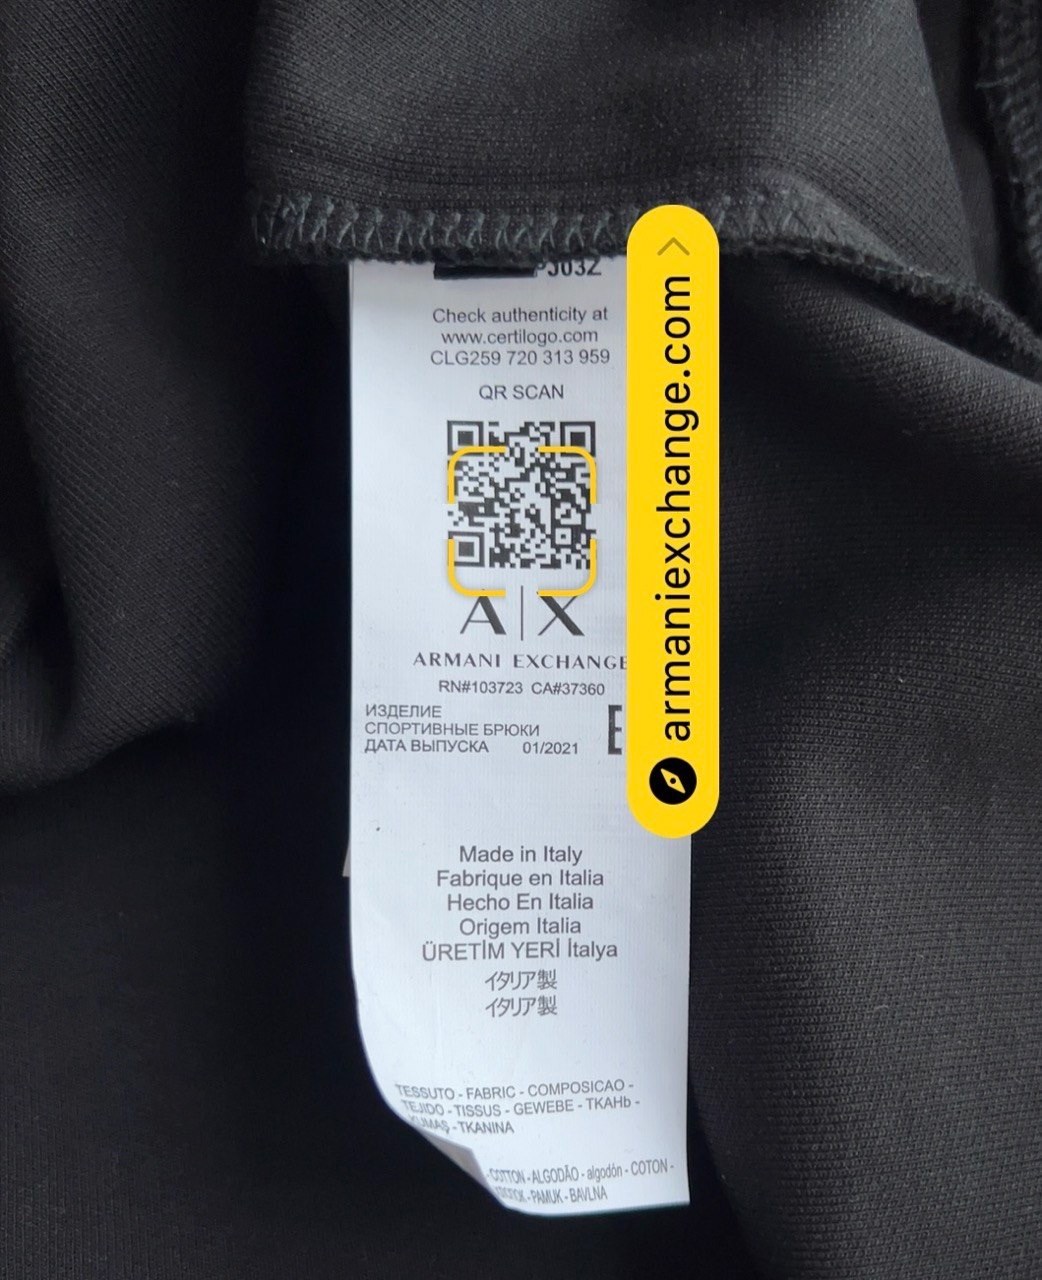 PJ03Z
Check authenticity at
www.certilogo.com
CLG259 720 313 959
QR SCAN
A|X
ARMANI EXCHANGE
RN#103723 CA#37360
ИЗДЕЛИЕ
СПОРТИВНЫЕ БРЮКИ
ДАТА ВЫПУСКА 01/2021
armaniexchange.com
Made in Italy
Fabrique en Italia
Hecho En Italia
Origem Italia
ÜRETİM YERİ İtalya
イタリア製
イタリア製
TESSUTO - FABRIC - COMPOSICAO -
TEJIDO - TISSUS - GEWEBE - TKAHb -
KUMAŞ - TKANINA
- COTTON - ALGODÃO - algodón - COTON -
- PAMUK - BAVLNA